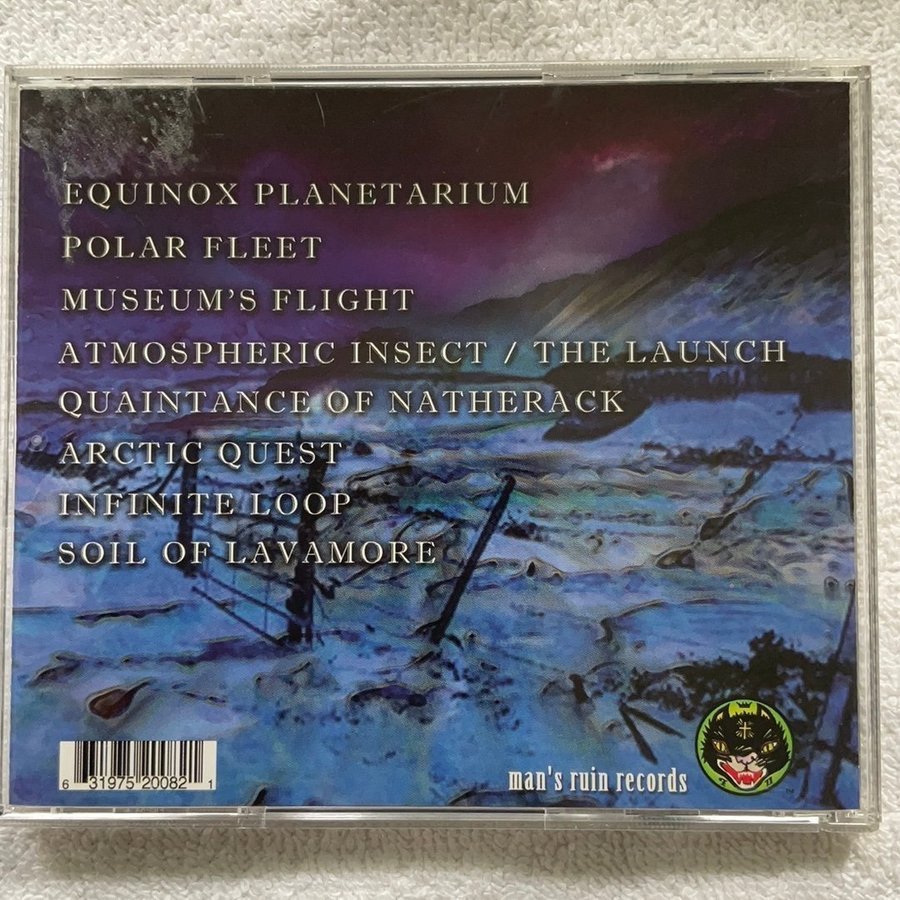 EQUINOX PLANETARIUM
POLAR FLEET
MUSEUM'S FLIGHT
ATMOSPHERIC INSECT / THE LAUNCH
QUAINTANCE OF NATHERACK
ARCTIC QUEST
INFINITE LOOP
SOIL OF LAVAMORE
6 31975 20082 1
man's ruin records